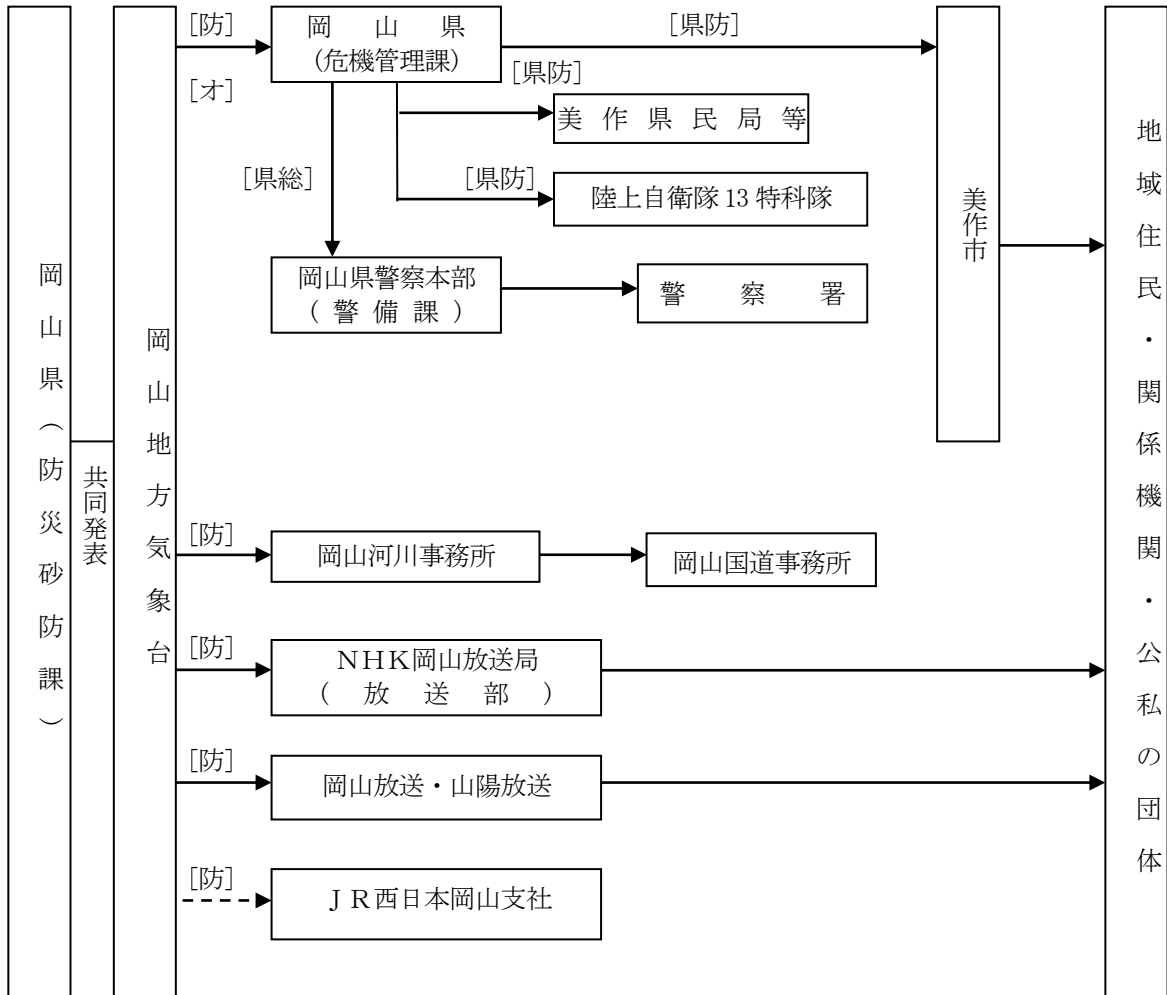 岡山県（防災砂防課）
共同発表
岡山地方気象台
[防]
[オ]
岡山県
(危機管理課)
[県防]
[県防]
美作県民局等
[県総]
[県防]
陸上自衛隊13特科隊
岡山県警察本部
(警備課)
警察署
美作市
[防]
岡山河川事務所
岡山国道事務所
[防]
ＮＨＫ岡山放送局
(放送部)
[防]
岡山放送・山陽放送
[防]
ＪＲ西日本岡山支社
地域住民・関係機関・公私の団体